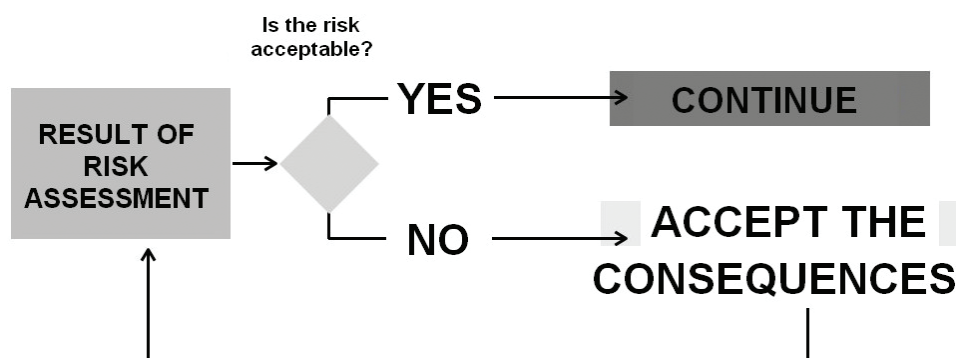 Is the risk
acceptable?
YES
CONTINUE
RESULT OF
RISK
ASSESSMENT
NO
ACCEPT THE
CONSEQUENCES